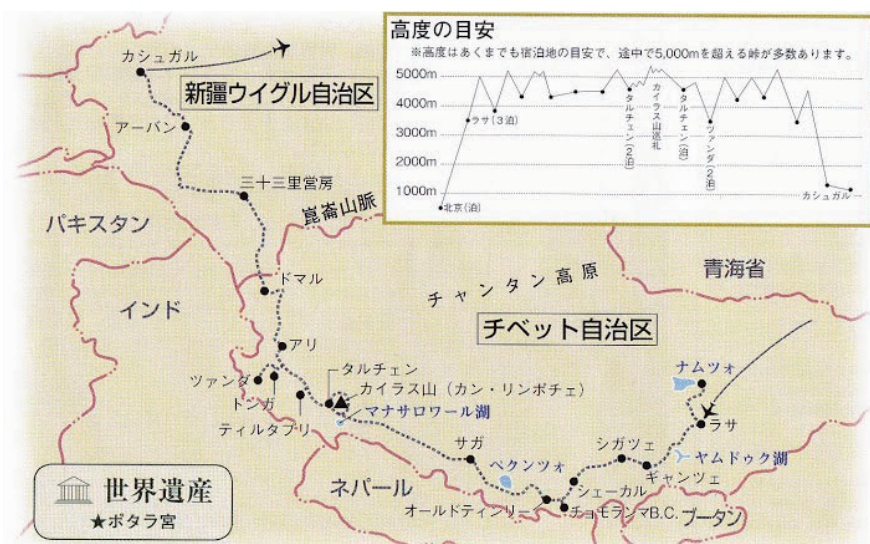 高度の目安
※高度はあくまでも宿泊地の目安で、途中で5,000mを超える峠が多数あります。
5000m
4000m
3000m
2000m
1000m
北京(泊)
ラサ(3泊)
タルチェン(2泊)
カイラス山巡礼
タルチェン(泊)
ツァンダ(2泊)
カシュガル
カシュガル
新疆ウイグル自治区
アーバン
三十三里営房
崑崙山脈
パキスタン
インド
ドマル
チャンタン高原
青海省
チベット自治区
アリ
ツァンダ
トンガ
ティルタプリ
タルチェン
カイラス山(カン・リンポチェ)
マナサロワール湖
ナムツォ
ラサ
サガ
シガツェ
ヤムドゥク湖
ペクンツォ
ギャンツェ
シェーカル
ネパール
オールドティンリー
チョモランマB.C.
ブータン
世界遺産
★ポタラ宮